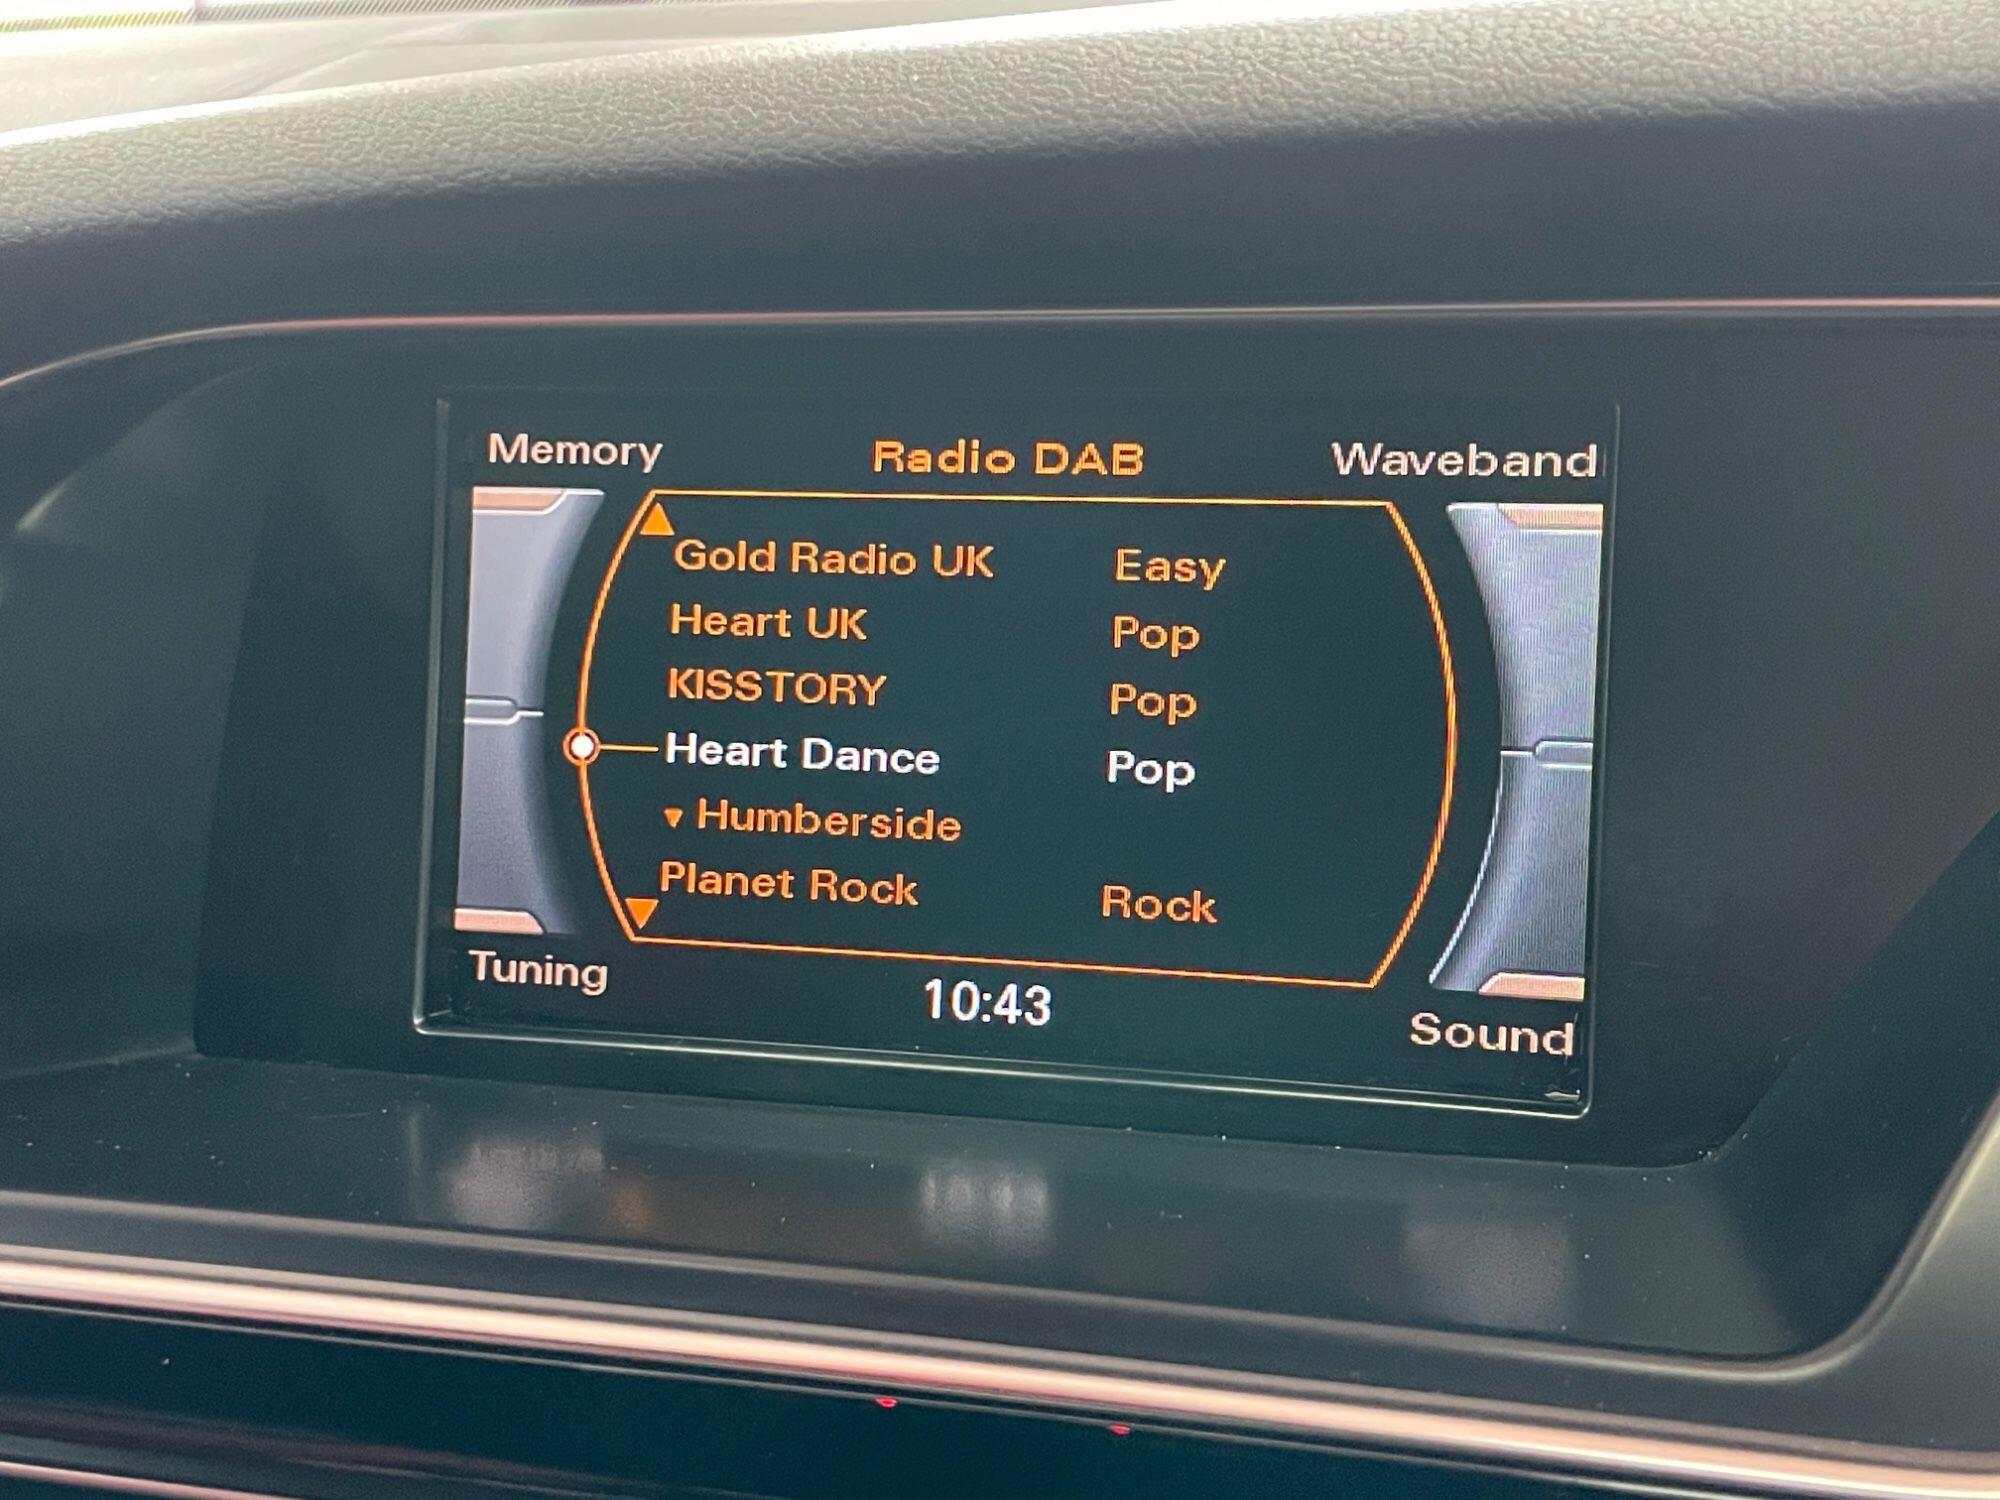 Memory Radio DAB Waveband
Gold Radio UK Easy
Heart UK Pop
KISSTORY Pop
Heart Dance Pop
Humberside
Planet Rock Rock
Tuning 10:43 Sound